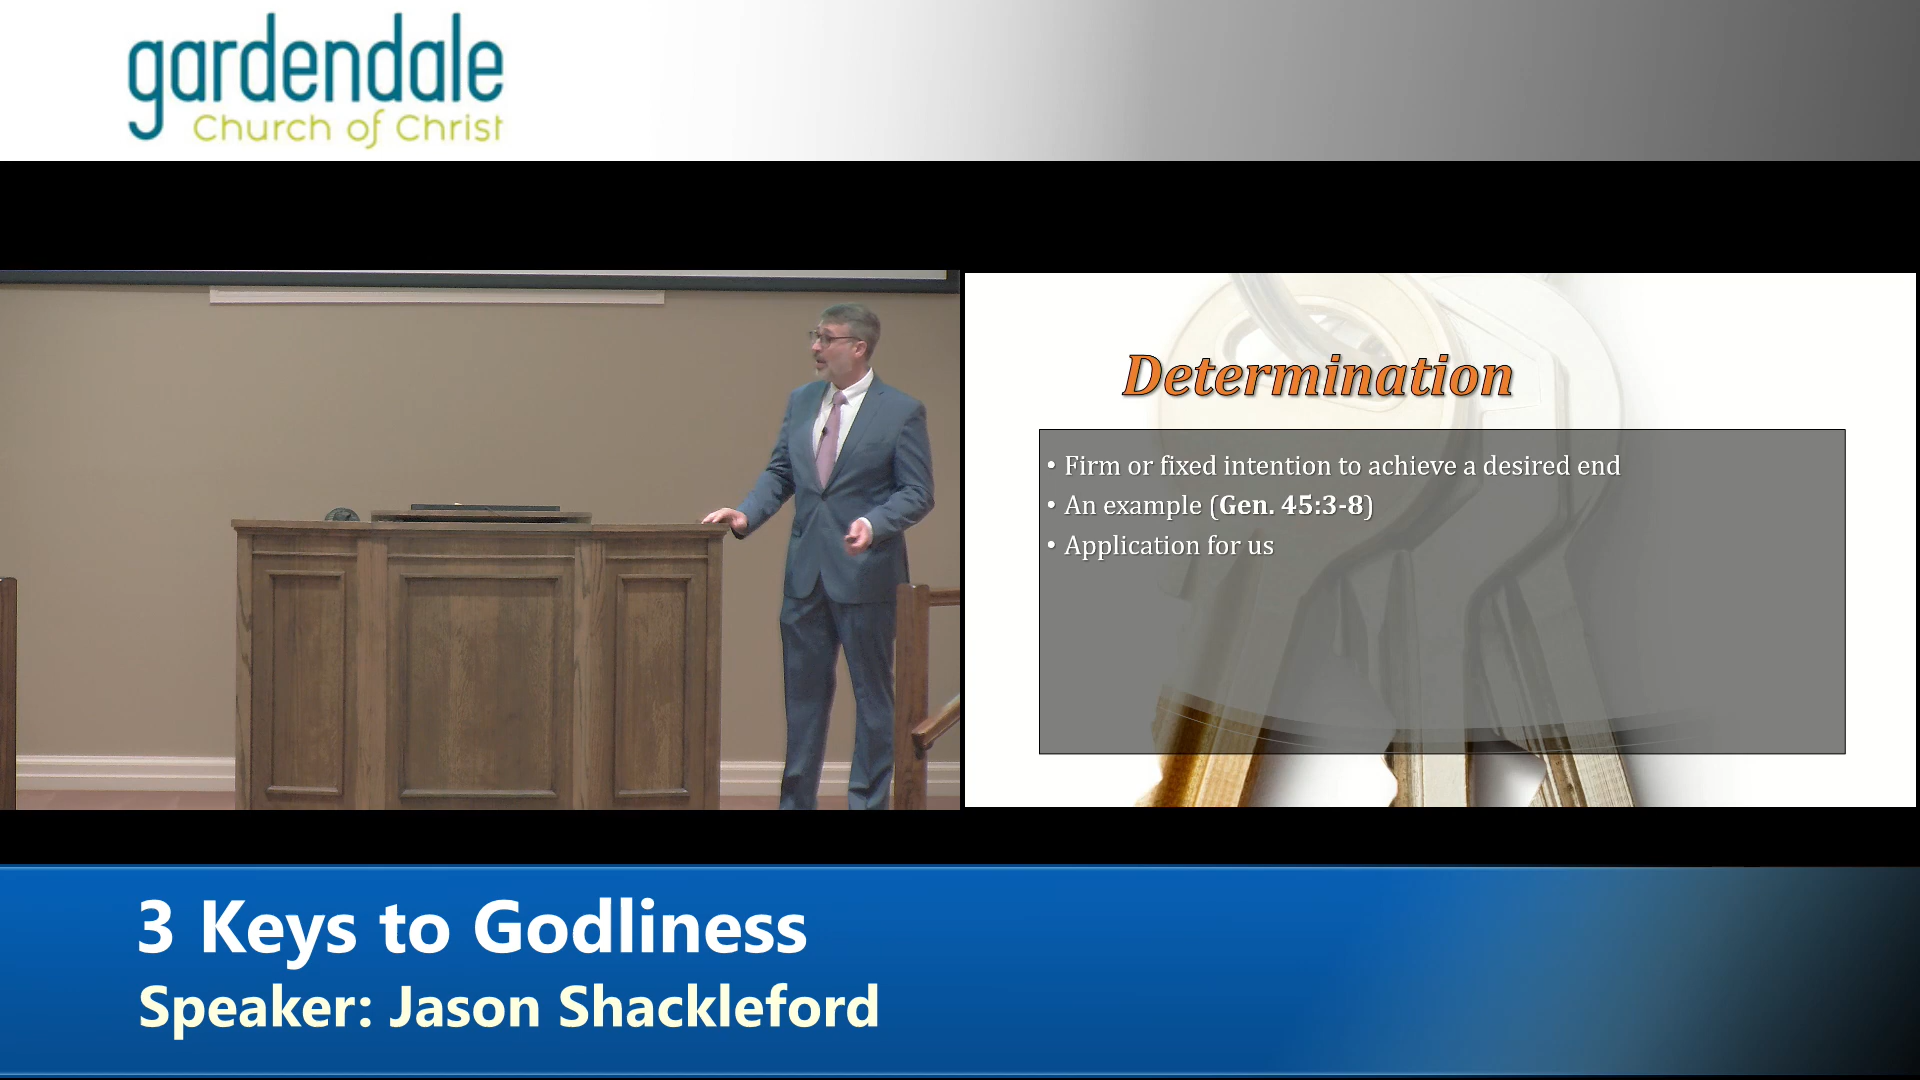 gardendale
Church of Christ
Determination
• Firm or fixed intention to achieve a desired end
• An example (Gen. 45:3-8)
• Application for us
3 Keys to Godliness
Speaker: Jason Shackleford